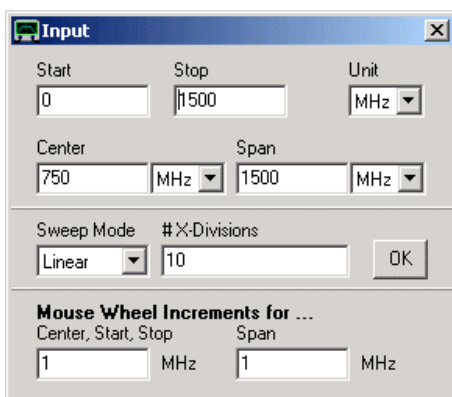 Input
Start Stop Unit
0 1500 MHz
Center Span
750 MHz 1500 MHz
Sweep Mode # X-Divisions
Linear 10 OK
Mouse Wheel Increments for ...
Center, Start, Stop Span
1 MHz 1 MHz